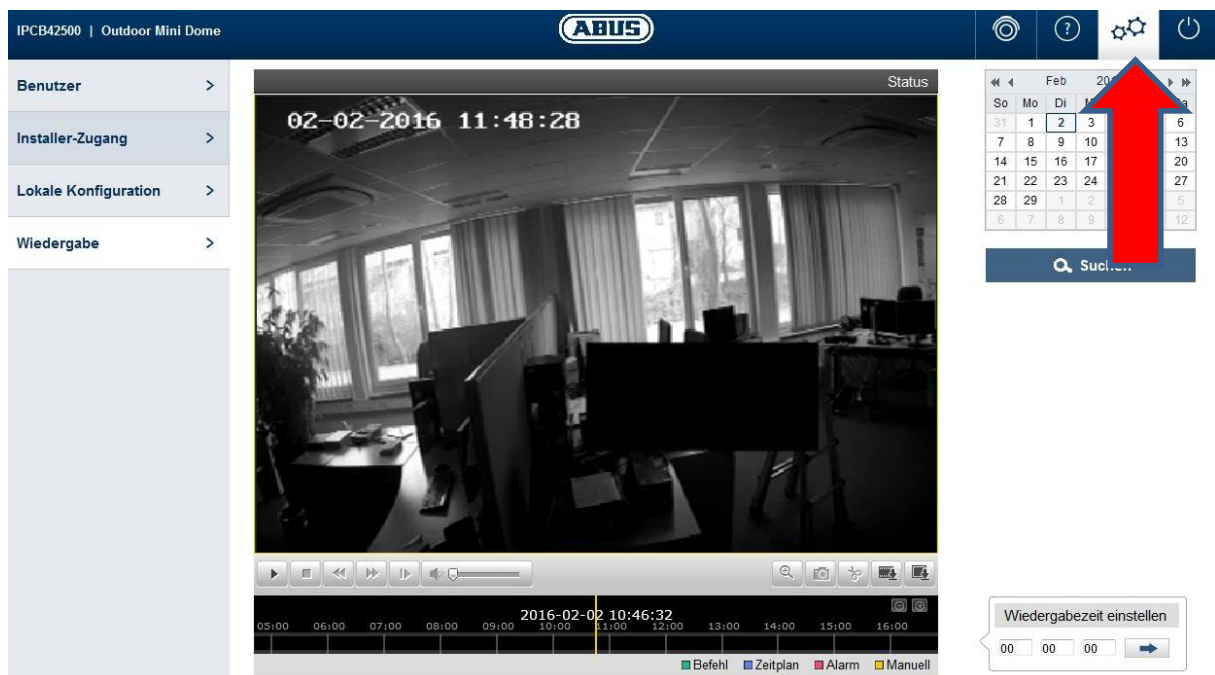 IPCB42500 | Outdoor Mini Dome
ABUS
?
Benutzer >
Installer-Zugang >
Lokale Konfiguration >
Wiedergabe >
Status
02-02-2016 11:48:28
Feb
So Mo Di
31 1 2 3 6
7 8 9 10 13
14 15 16 17 20
21 22 23 24 27
28 29 1 2 5
6 7 8 9 12
2016-02-02 10:46:32
05:00 06:00 07:00 08:00 09:00 10:00 11:00 12:00 13:00 14:00 15:00 16:00
Befehl Zeitplan Alarm Manuell
Wiedergabezeit einstellen
00 00 00